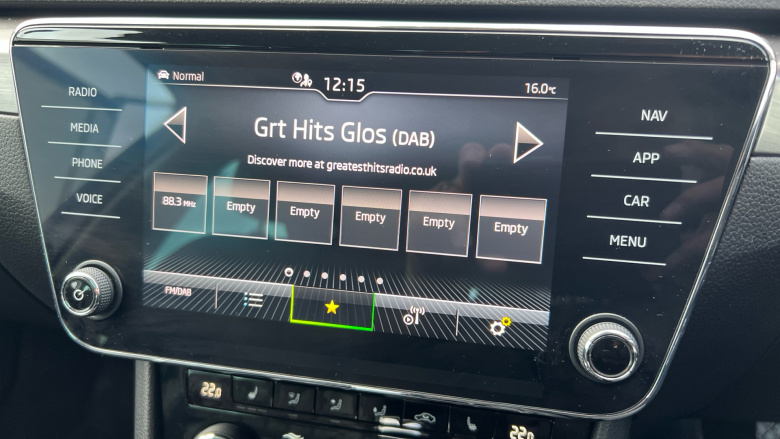 Normal 12:15 16.0°C
RADIO
MEDIA
PHONE
VOICE
Grt Hits Glos (DAB)
Discover more at greatesthitsradio.co.uk
88.3 MHz Empty Empty Empty Empty Empty
FM/DAB
NAV
APP
CAR
MENU
22.0 22.0